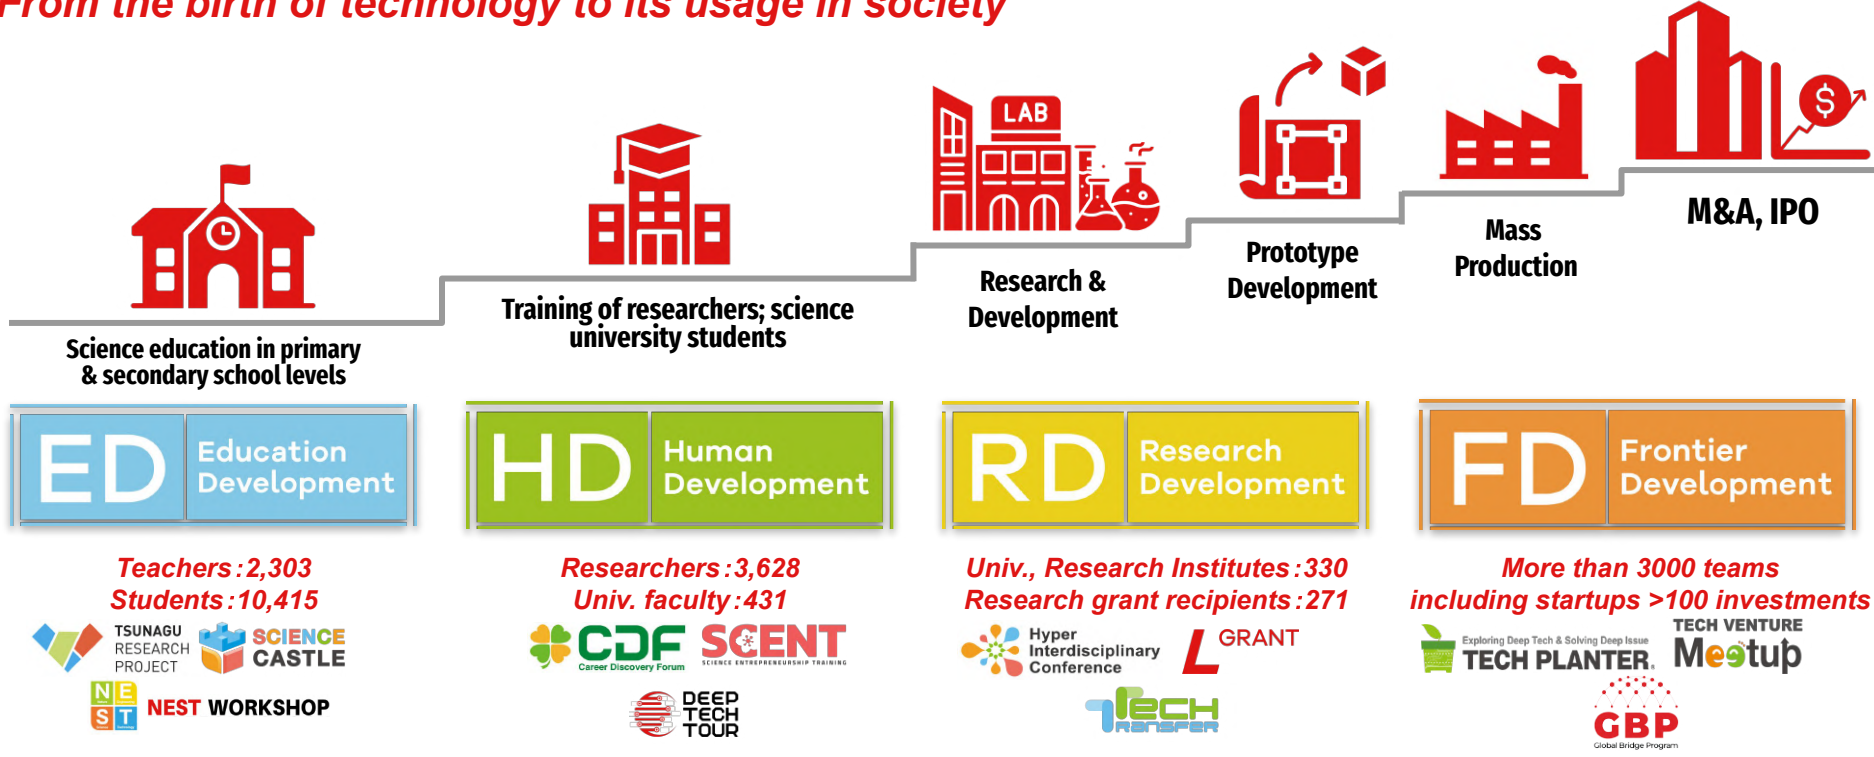 From the birth of technology to its usage in society
LAB
$
Science education in primary
& secondary school levels
Training of researchers; science
university students
Research &
Development
Prototype
Development
Mass
Production
M&A, IPO
ED
Education
Development
HD
Human
Development
RD
Research
Development
FD
Frontier
Development
Teachers:2,303
Students:10,415
TSUNAGU
RESEARCH
PROJECT
SCIENCE
CASTLE
NE
ST
NEST WORKSHOP
Researchers:3,628
Univ. faculty:431
CDF
Career Discovery Forum
SCENT
SCIENCE ENTREPRENEURSHIP TRAINING
DEEP
TECH
TOUR
Univ., Research Institutes:330
Research grant recipients:271
Hyper
Interdisciplinary
Conference
L GRANT
Tech
Transfer
More than 3000 teams
including startups >100 investments
Exploring Deep Tech & Solving Deep Issue
TECH PLANTER.
TECH VENTURE
Meetup
GBP
Global Bridge Program